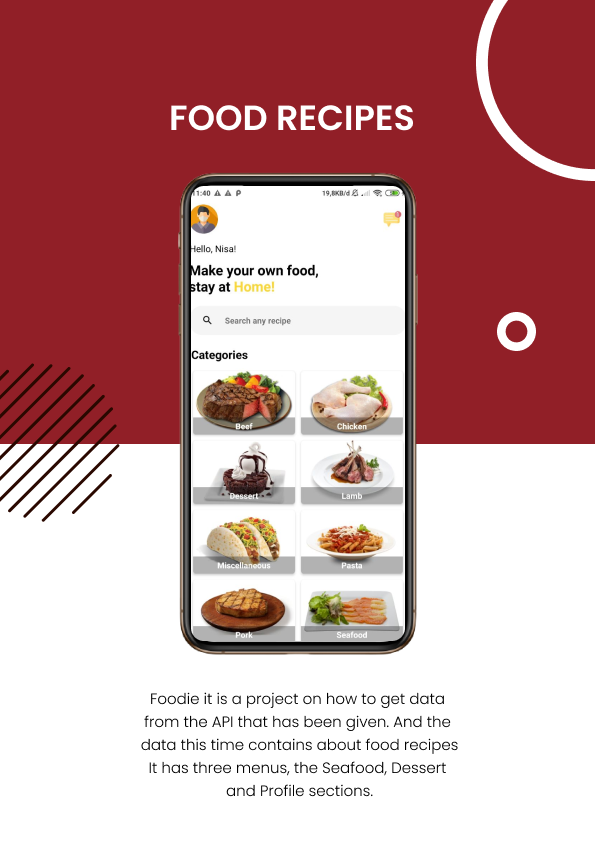 FOOD RECIPES
11:40 P 19,8KB/d
Hello, Nisa!
Make your own food,
stay at Home!
Search any recipe
Categories
Beef Chicken
Dessert Lamb
Miscellaneous Pasta
Pork Seafood
Foodie it is a project on how to get data
from the API that has been given. And the
data this time contains about food recipes
It has three menus, the Seafood, Dessert
and Profile sections.